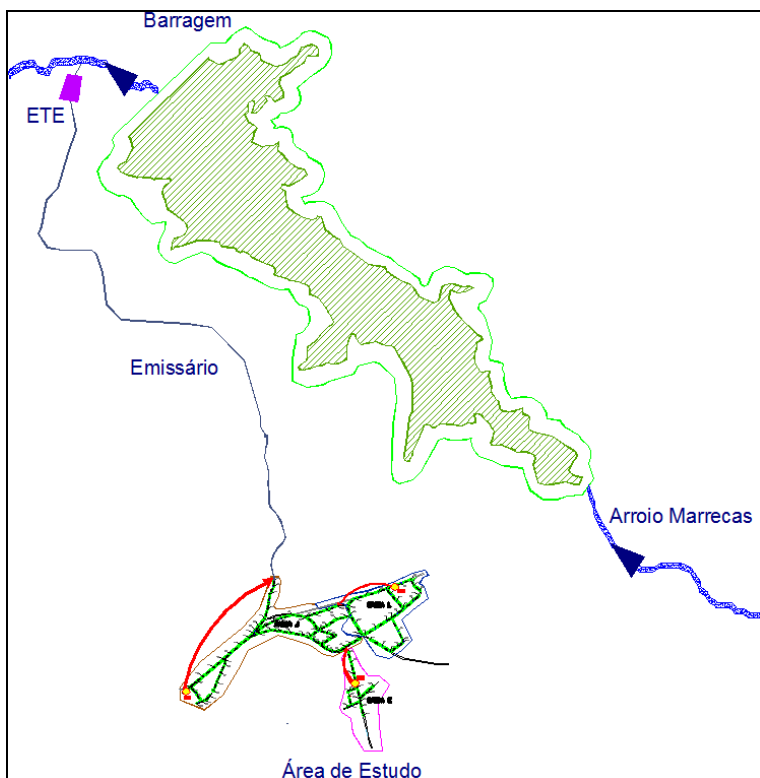 Barragem
ETE
Emissário
Arroio Marrecas
Área de Estudo